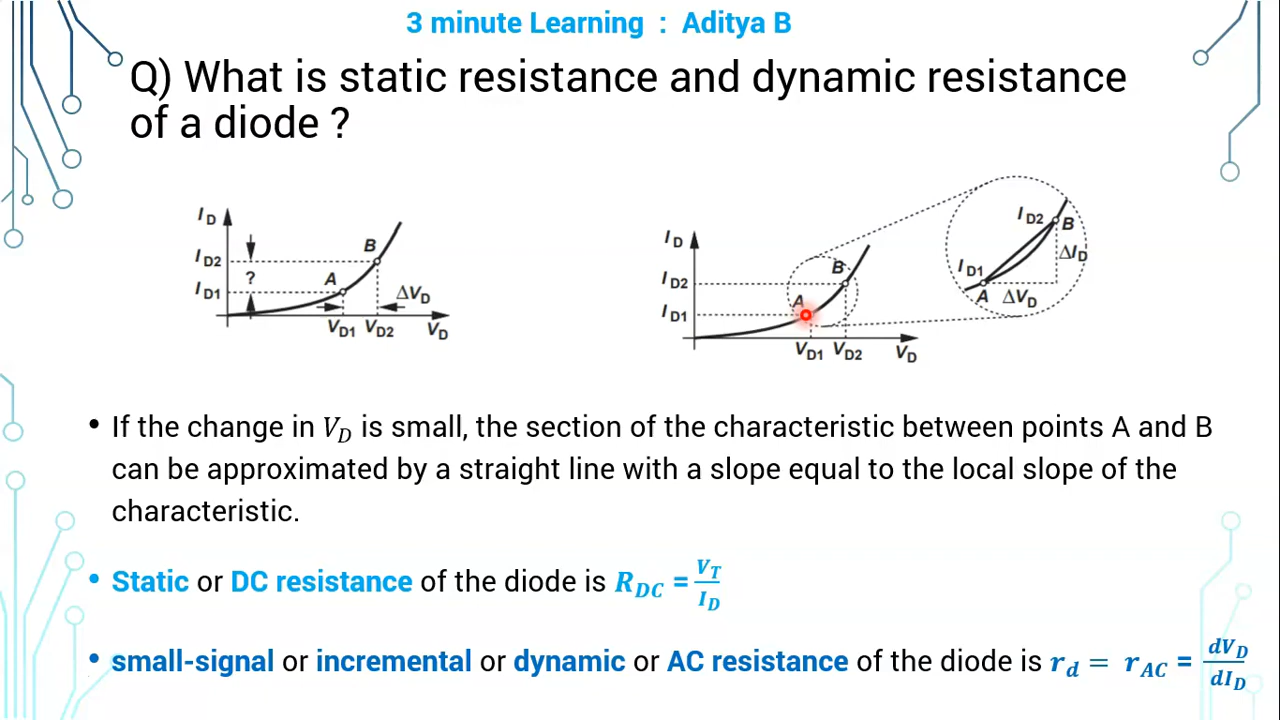 3 minute Learning : Aditya B
Q) What is static resistance and dynamic resistance
of a diode ?
I_D
I_D2
?
I_D1
A
B
ΔV_D
V_D1 V_D2
V_D
I_D
I_D2
I_D1
A
B
V_D1 V_D2
V_D
I_D2
B
ΔI_D
I_D1
A ΔV_D
• If the change in V_D is small, the section of the characteristic between points A and B
can be approximated by a straight line with a slope equal to the local slope of the
characteristic.
• Static or DC resistance of the diode is R_DC = V_T/I_D
• small-signal or incremental or dynamic or AC resistance of the diode is r_d = r_AC = dV_D/dI_D